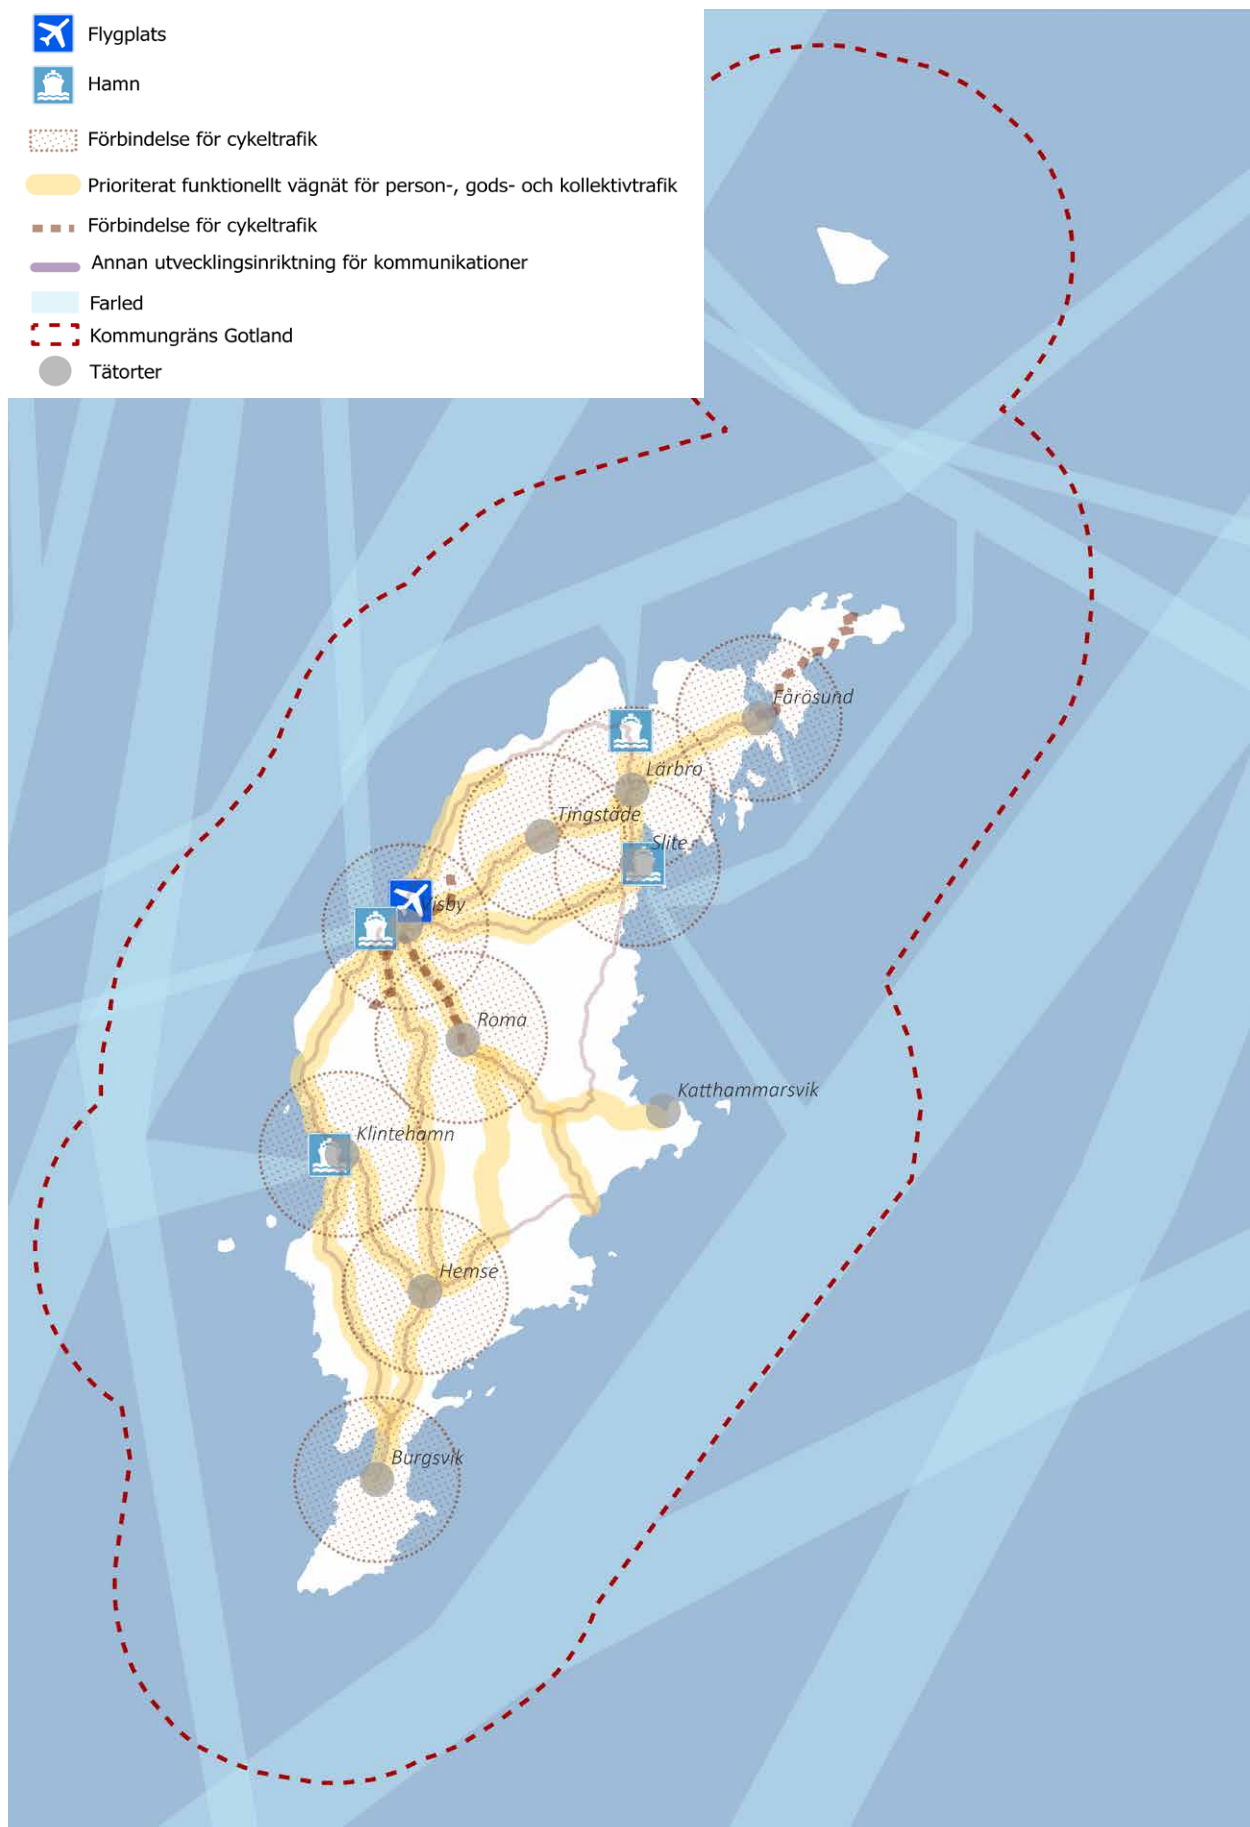 Flygplats
Hamn
Förbindelse för cykeltrafik
Prioriterat funktionellt vägnät för person-, gods- och kollektivtrafik
Förbindelse för cykeltrafik
Annan utvecklingsinriktning för kommunikationer
Farled
Kommungräns Gotland
Tätorter
Fårösund
Lärbro
Tingstäde
Slite
Visby
Roma
Katthammarsvik
Klintehamn
Hemse
Burgsvik